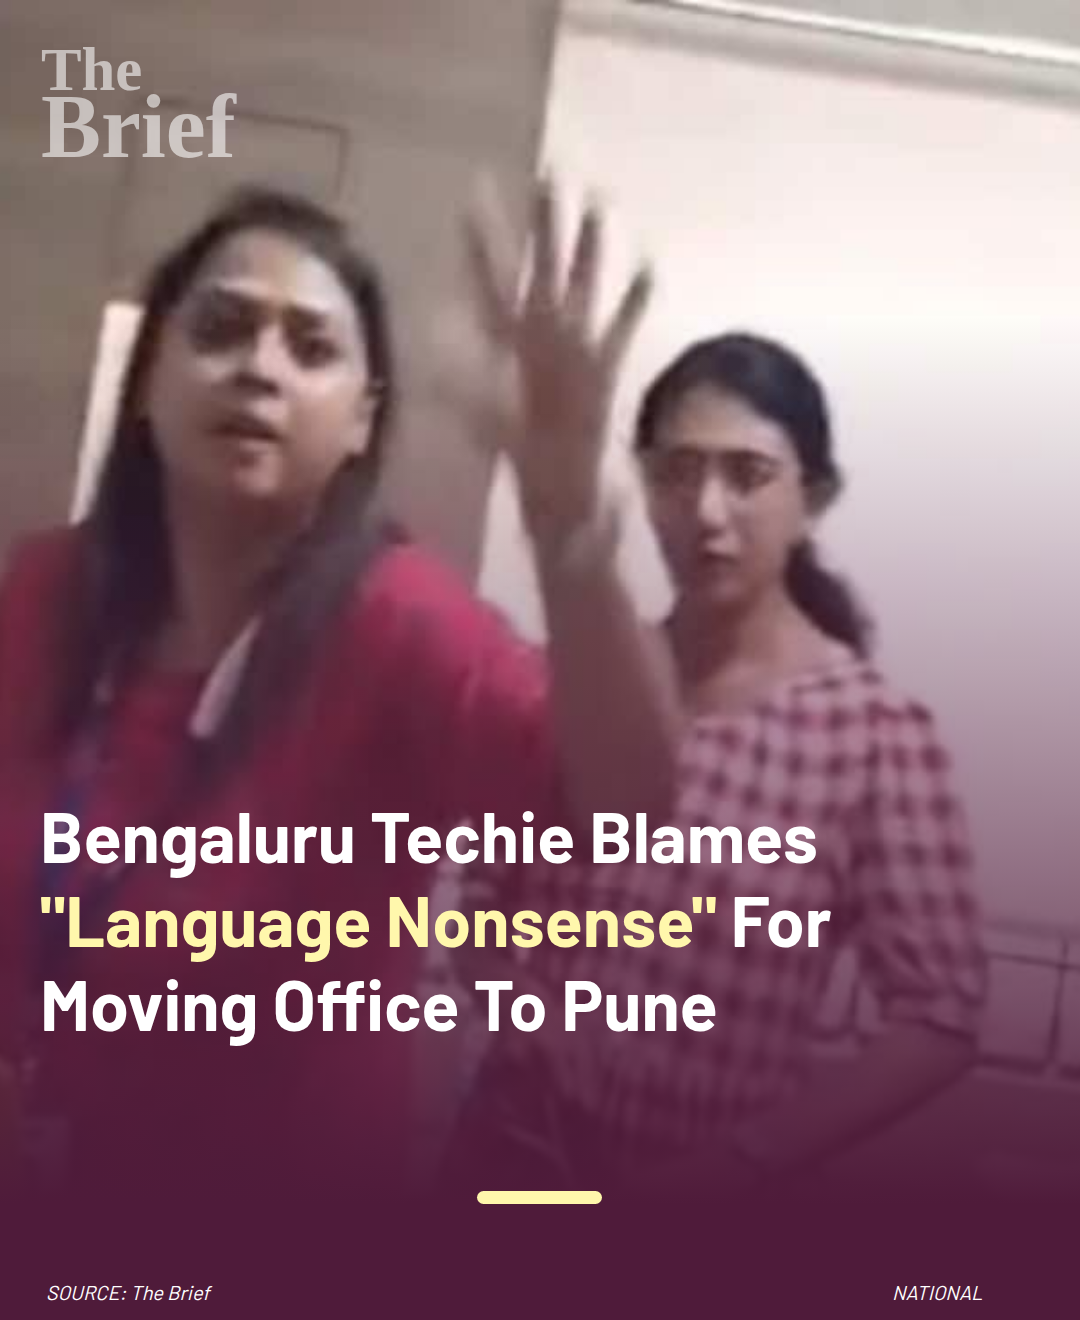 The
Brief
Bengaluru Techie Blames
"Language Nonsense" For
Moving Office To Pune
SOURCE: The Brief
NATIONAL